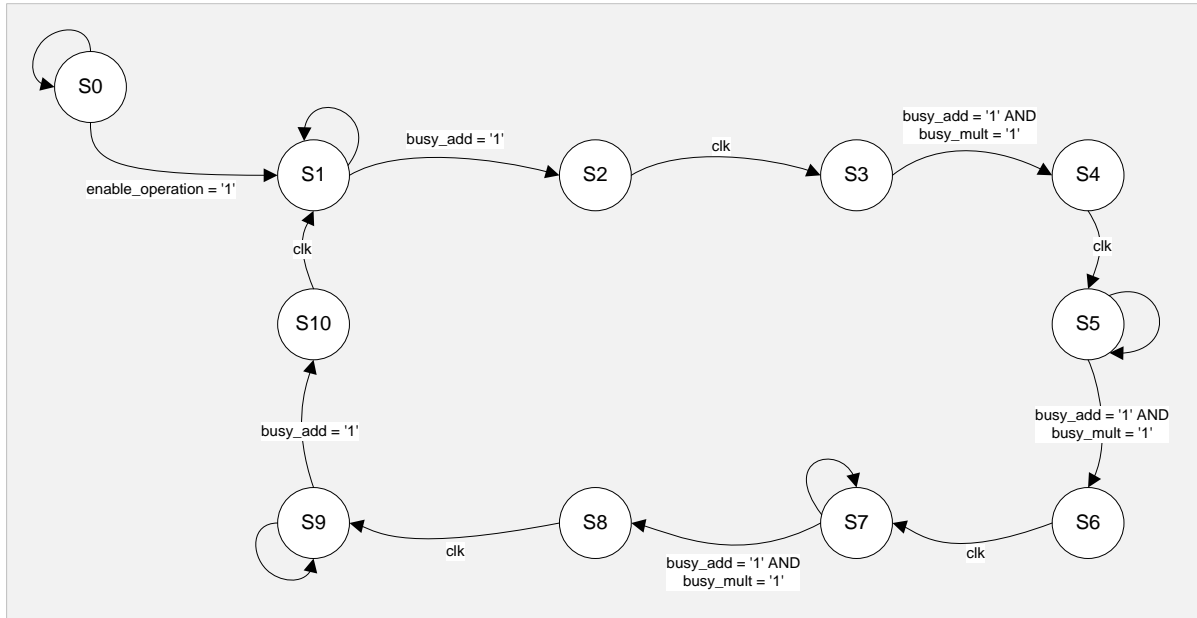 S0
enable_operation = '1'
S1
busy_add = '1'
S2
clk
S3
busy_add = '1' AND
busy_mult = '1'
S4
clk
S5
busy_add = '1' AND
busy_mult = '1'
S6
clk
S7
busy_add = '1' AND
busy_mult = '1'
S8
clk
S9
busy_add = '1'
S10
clk